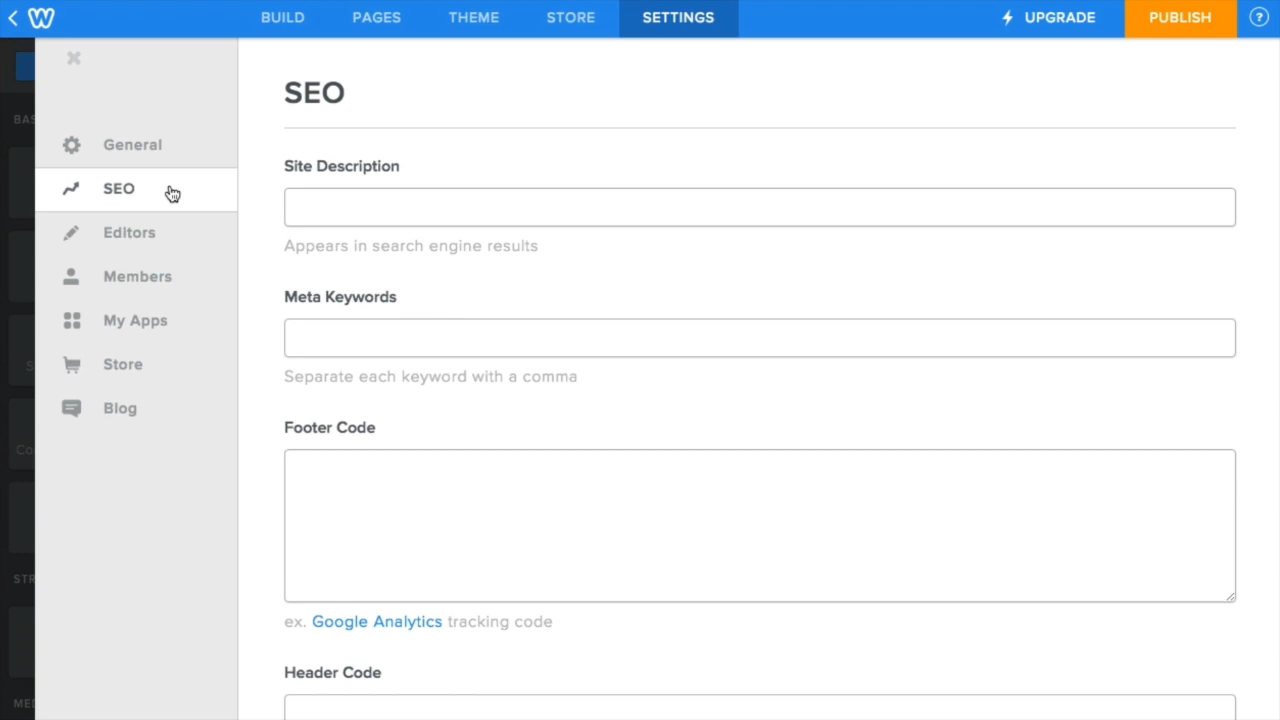 BUILD PAGES THEME STORE SETTINGS UPGRADE PUBLISH ?
General
SEO
Editors
Members
My Apps
Store
Blog
SEO
Site Description
Appears in search engine results
Meta Keywords
Separate each keyword with a comma
Footer Code
ex. Google Analytics tracking code
Header Code